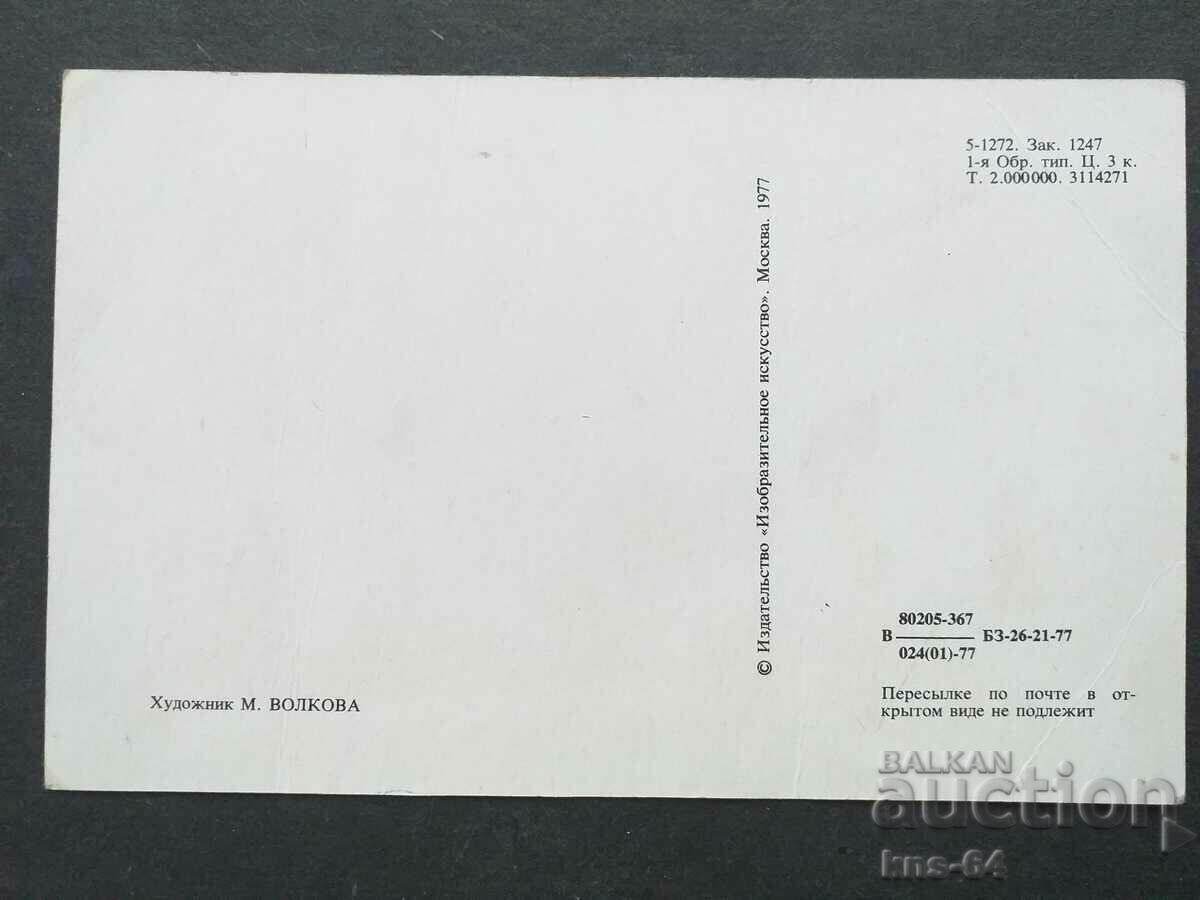 5-1272. Зак. 1247
1-я Обр. тип. Ц. 3 к.
Т. 2.000000. 3114271
© Издательство «Изобразительное искусство». Москва. 1977
80205-367
В БЗ-26-21-77
024(01)-77
Художник М. ВОЛКОВА
Пересылке по почте в от-
крытом виде не подлежит
BALKAN
auction
kns-64